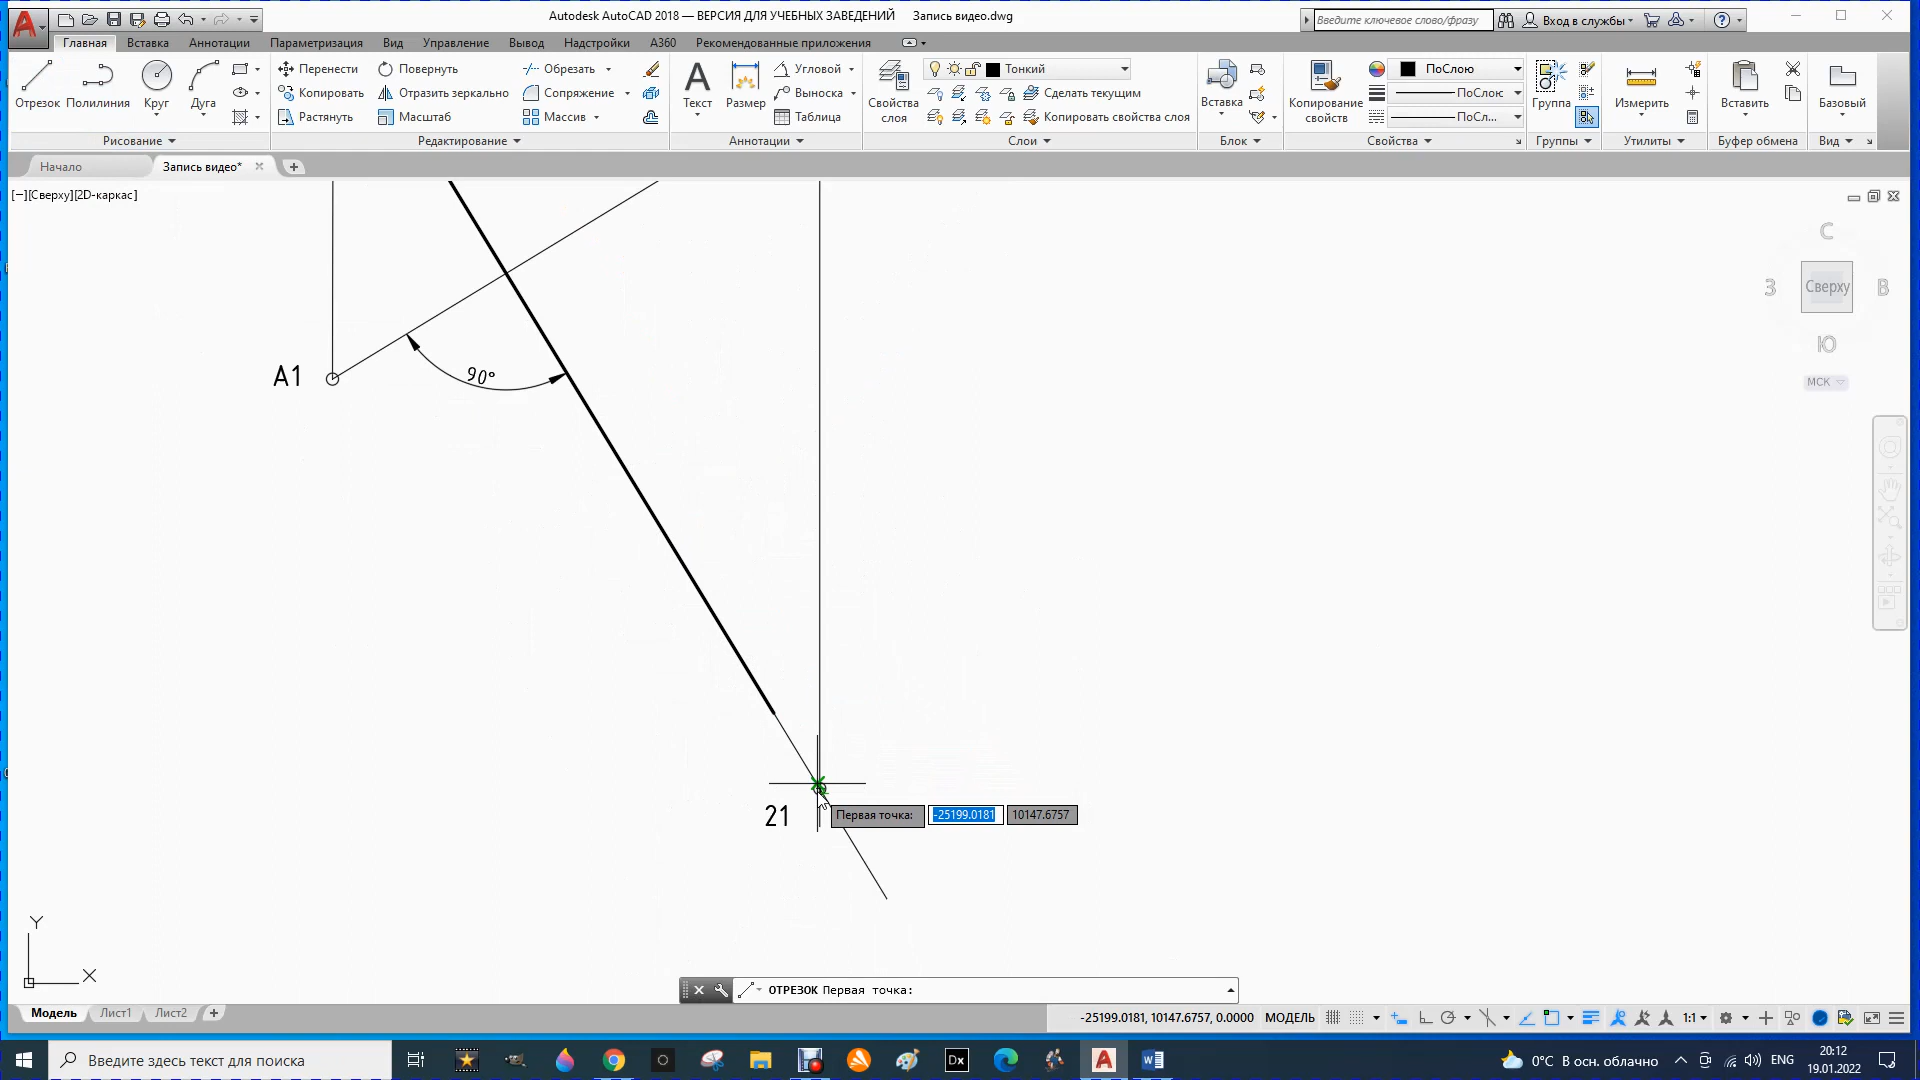 Autodesk AutoCAD 2018 — ВЕРСИЯ ДЛЯ УЧЕБНЫХ ЗАВЕДЕНИЙ Запись видео.dwg
Введите ключевое слово/фразу
Вход в службы
Главная Вставка Аннотации Параметризация Вид Управление Вывод Надстройки A360 Рекомендованные приложения
Отрезок Полилиния Круг Дуга
Перенести Повернуть Обрезать
Копировать Отразить зеркально Сопряжение
Растянуть Масштаб Массив
Текст Размер
Угловой
Выноска
Таблица
Свойства слоя
Тонкий
Сделать текущим
Копировать свойства слоя
Вставка
Копирование свойств
ПоСлою
ПоСлою
ПоСл...
Группа
Измерить
Вставить
Базовый
Рисование Редактирование Аннотации Слои Блок Свойства Группы Утилиты Буфер обмена Вид
Начало Запись видео*
[−][Сверху][2D-каркас]
С
З Сверху В
Ю
МСК
А1
90°
21
Первая точка: -25199.0181 10147.6757
Y
X
ОТРЕЗОК Первая точка:
Модель Лист1 Лист2
-25199.0181, 10147.6757, 0.0000 МОДЕЛЬ 1:1
Введите здесь текст для поиска
Dx
0°C В осн. облачно
ENG
20:12
19.01.2022